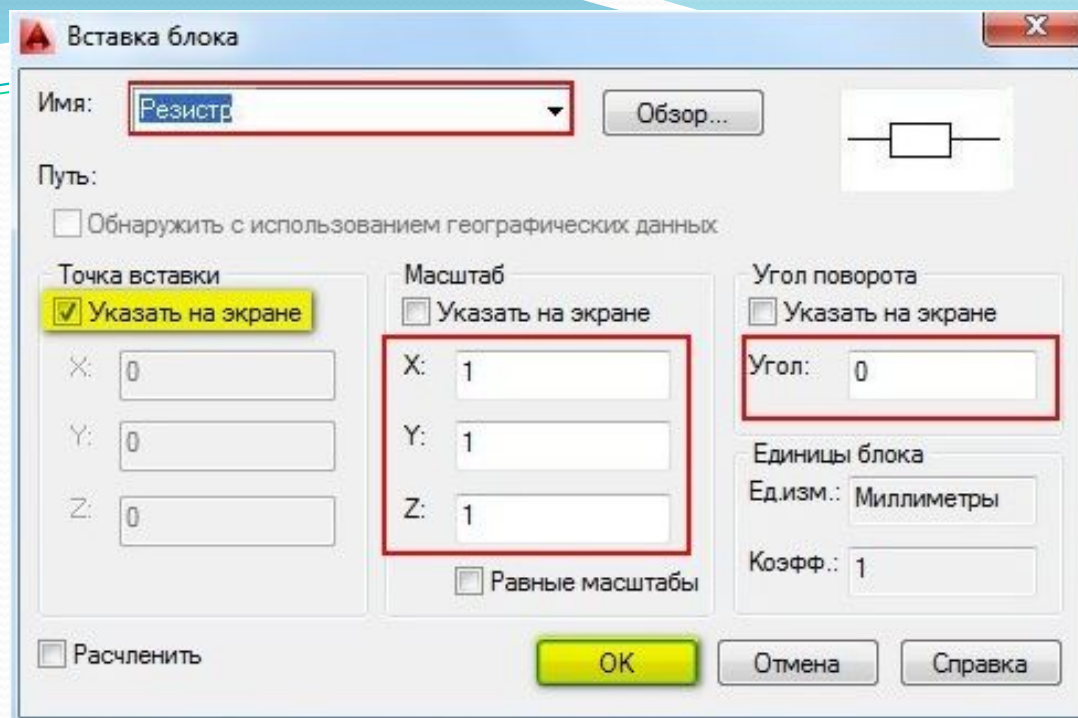 Вставка блока
Имя: Резистр Обзор...
Путь:
Обнаружить с использованием географических данных
Точка вставки
Указать на экране
X: 0
Y: 0
Z: 0
Масштаб
Указать на экране
X: 1
Y: 1
Z: 1
Равные масштабы
Угол поворота
Указать на экране
Угол: 0
Единицы блока
Ед.изм.: Миллиметры
Коэфф.: 1
Расчленить
OK Отмена Справка